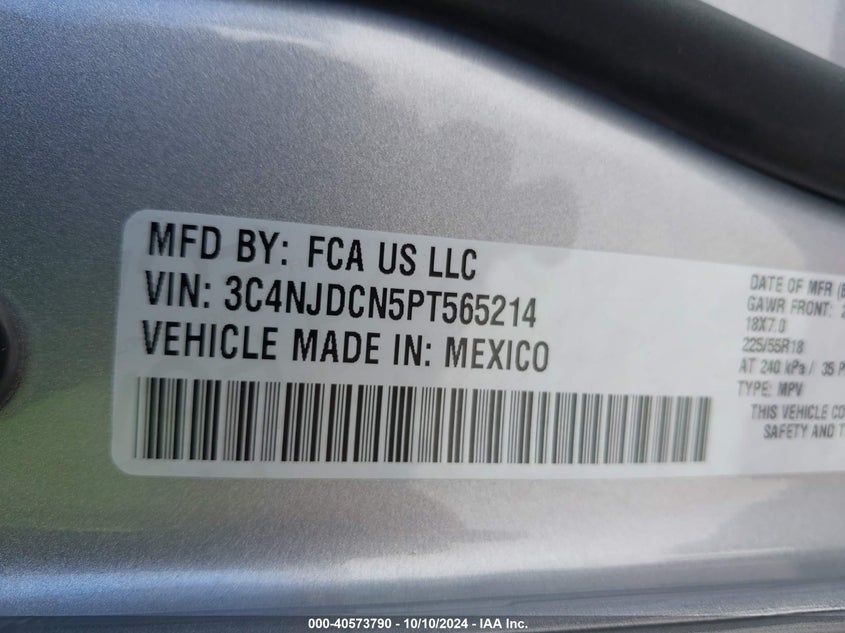 MFD BY: FCA US LLC
VIN: 3C4NJDCN5PT565214
VEHICLE MADE IN: MEXICO
DATE OF MFR
GAWR FRONT:
18X7.0
225/55R18
AT 240 kPa / 35
TYPE: MPV
THIS VEHICLE
SAFETY AND
000-40573790 - 10/10/2024 - IAA Inc.